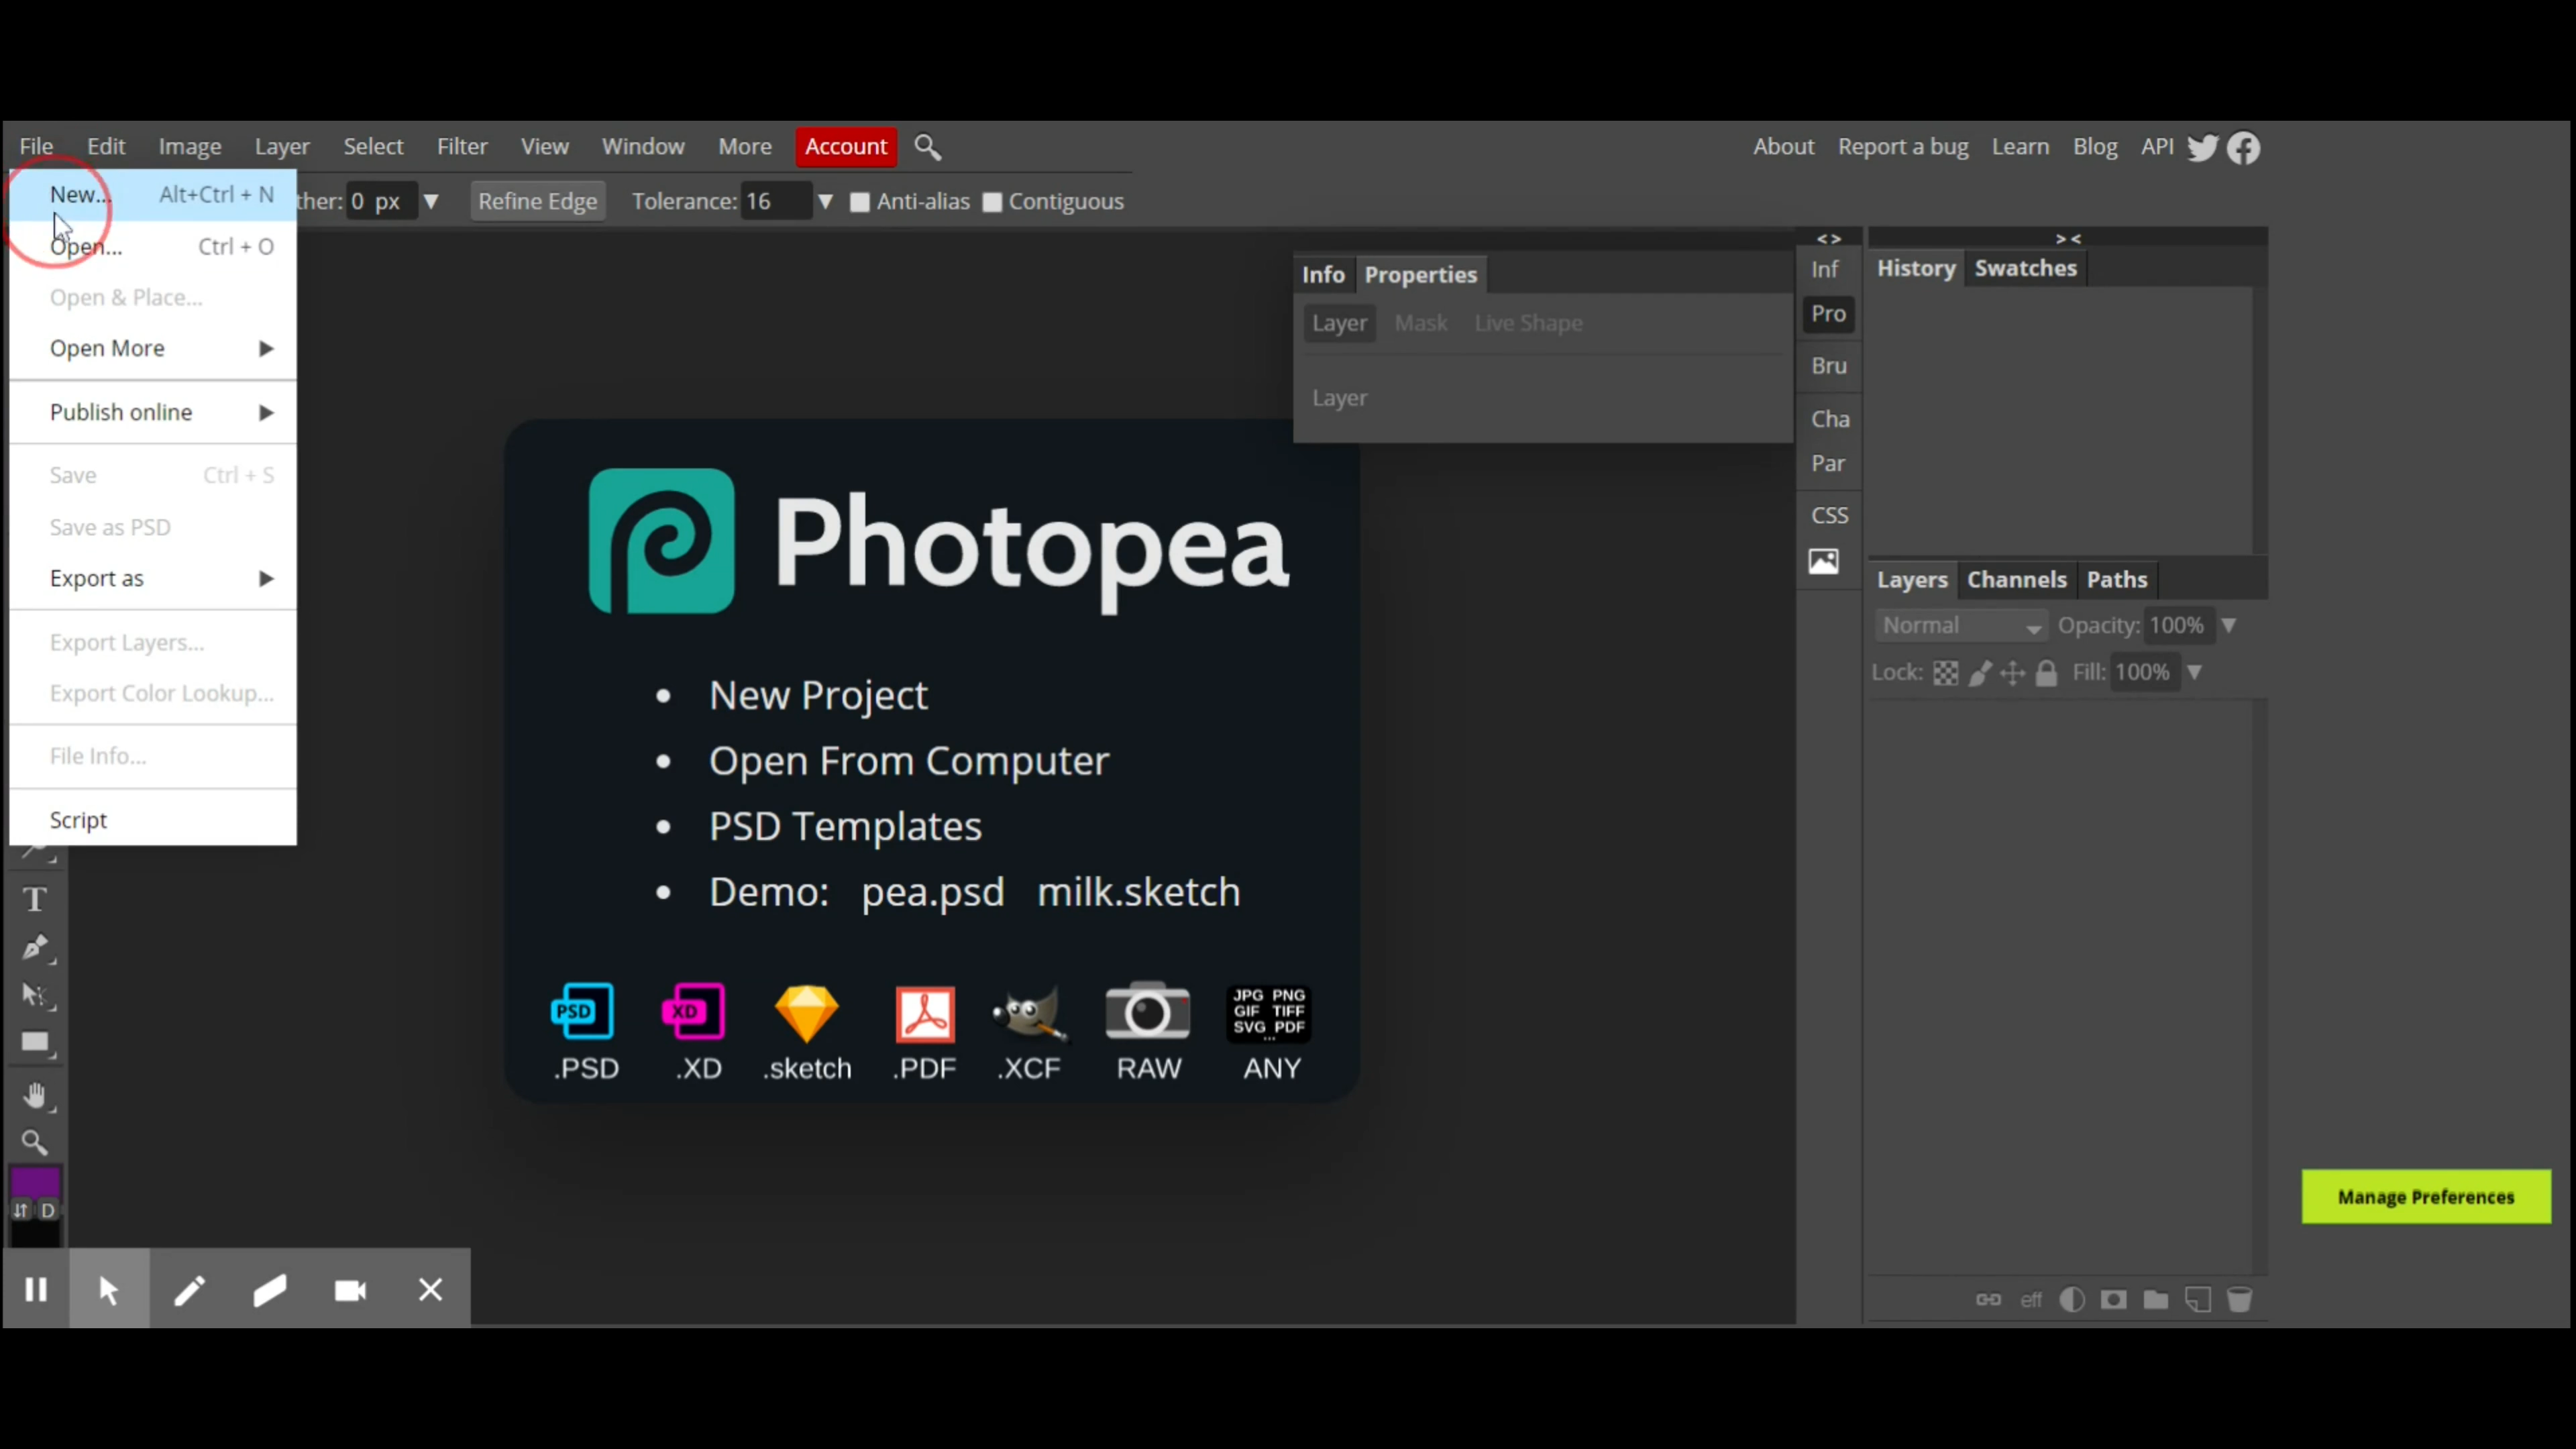 File Edit Image Layer Select Filter View Window More Account
About Report a bug Learn Blog API
New... Alt+Ctrl + N
ther: 0 px Refine Edge Tolerance: 16 Anti-alias Contiguous
Open... Ctrl + O
Open & Place...
Open More
Publish online
Save Ctrl + S
Save as PSD
Export as
Export Layers...
Export Color Lookup...
File Info...
Script
T
D
Photopea
New Project
Open From Computer
PSD Templates
Demo: pea.psd milk.sketch
PSD XD JPG PNG
GIF TIFF
SVG PDF
...
.PSD .XD .sketch .PDF .XCF RAW ANY
Info Properties
Layer Mask Live Shape
Layer
< >
Inf
Pro
Bru
Cha
Par
CSS
> <
History Swatches
Layers Channels Paths
Normal Opacity: 100%
Lock: Fill: 100%
eff
Manage Preferences